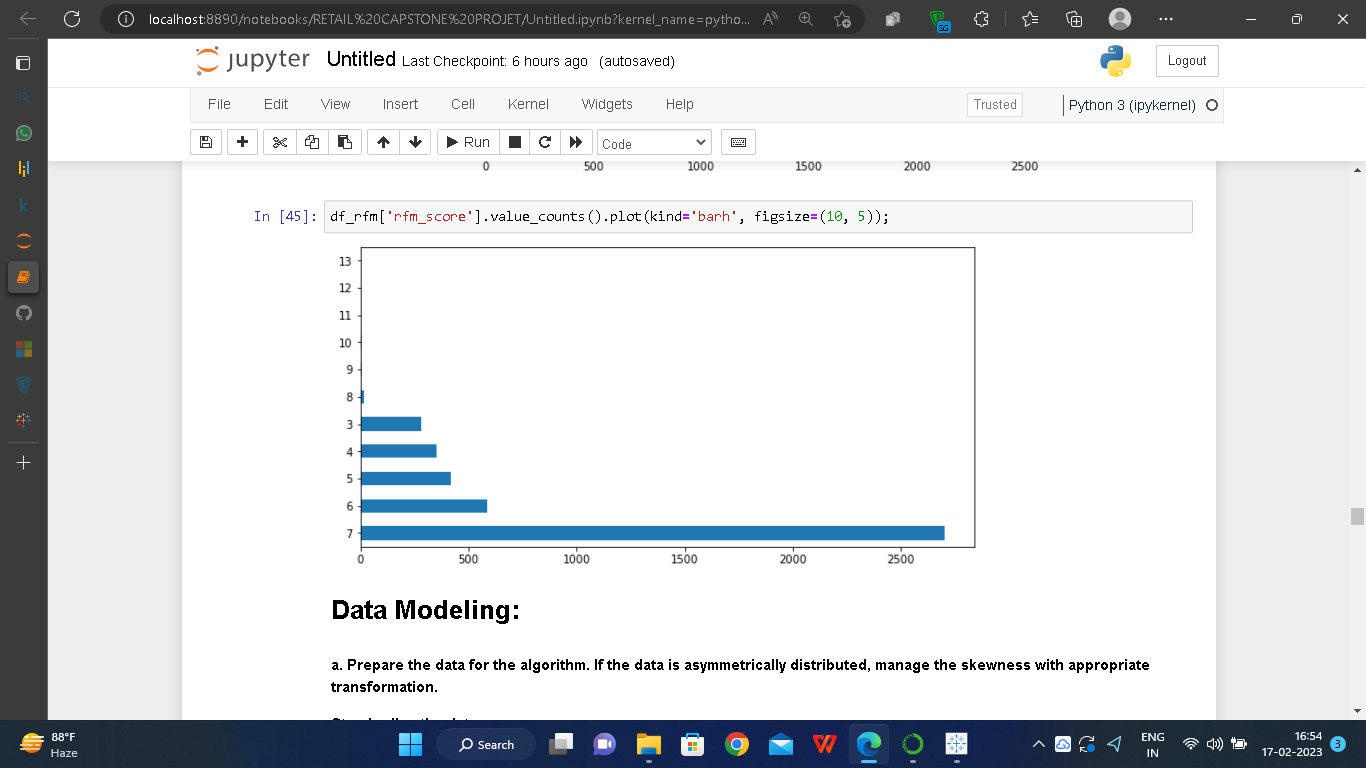 localhost:8890/notebooks/RETAIL%20CAPSTONE%20PROJET/Untitled.ipynb?kernel_name=pytho...
SG
jupyter Untitled Last Checkpoint: 6 hours ago (autosaved)
Logout
File Edit View Insert Cell Kernel Widgets Help
Trusted
Python 3 (ipykernel)
Run
Code
0 500 1000 1500 2000 2500
In [45]: df_rfm['rfm_score'].value_counts().plot(kind='barh', figsize=(10, 5));
13
12
11
10
9
8
3
4
5
6
7
0 500 1000 1500 2000 2500
Data Modeling:
a. Prepare the data for the algorithm. If the data is asymmetrically distributed, manage the skewness with appropriate
transformation.
88°F
Haze
Search
ENG
IN
16:54
17-02-2023
3